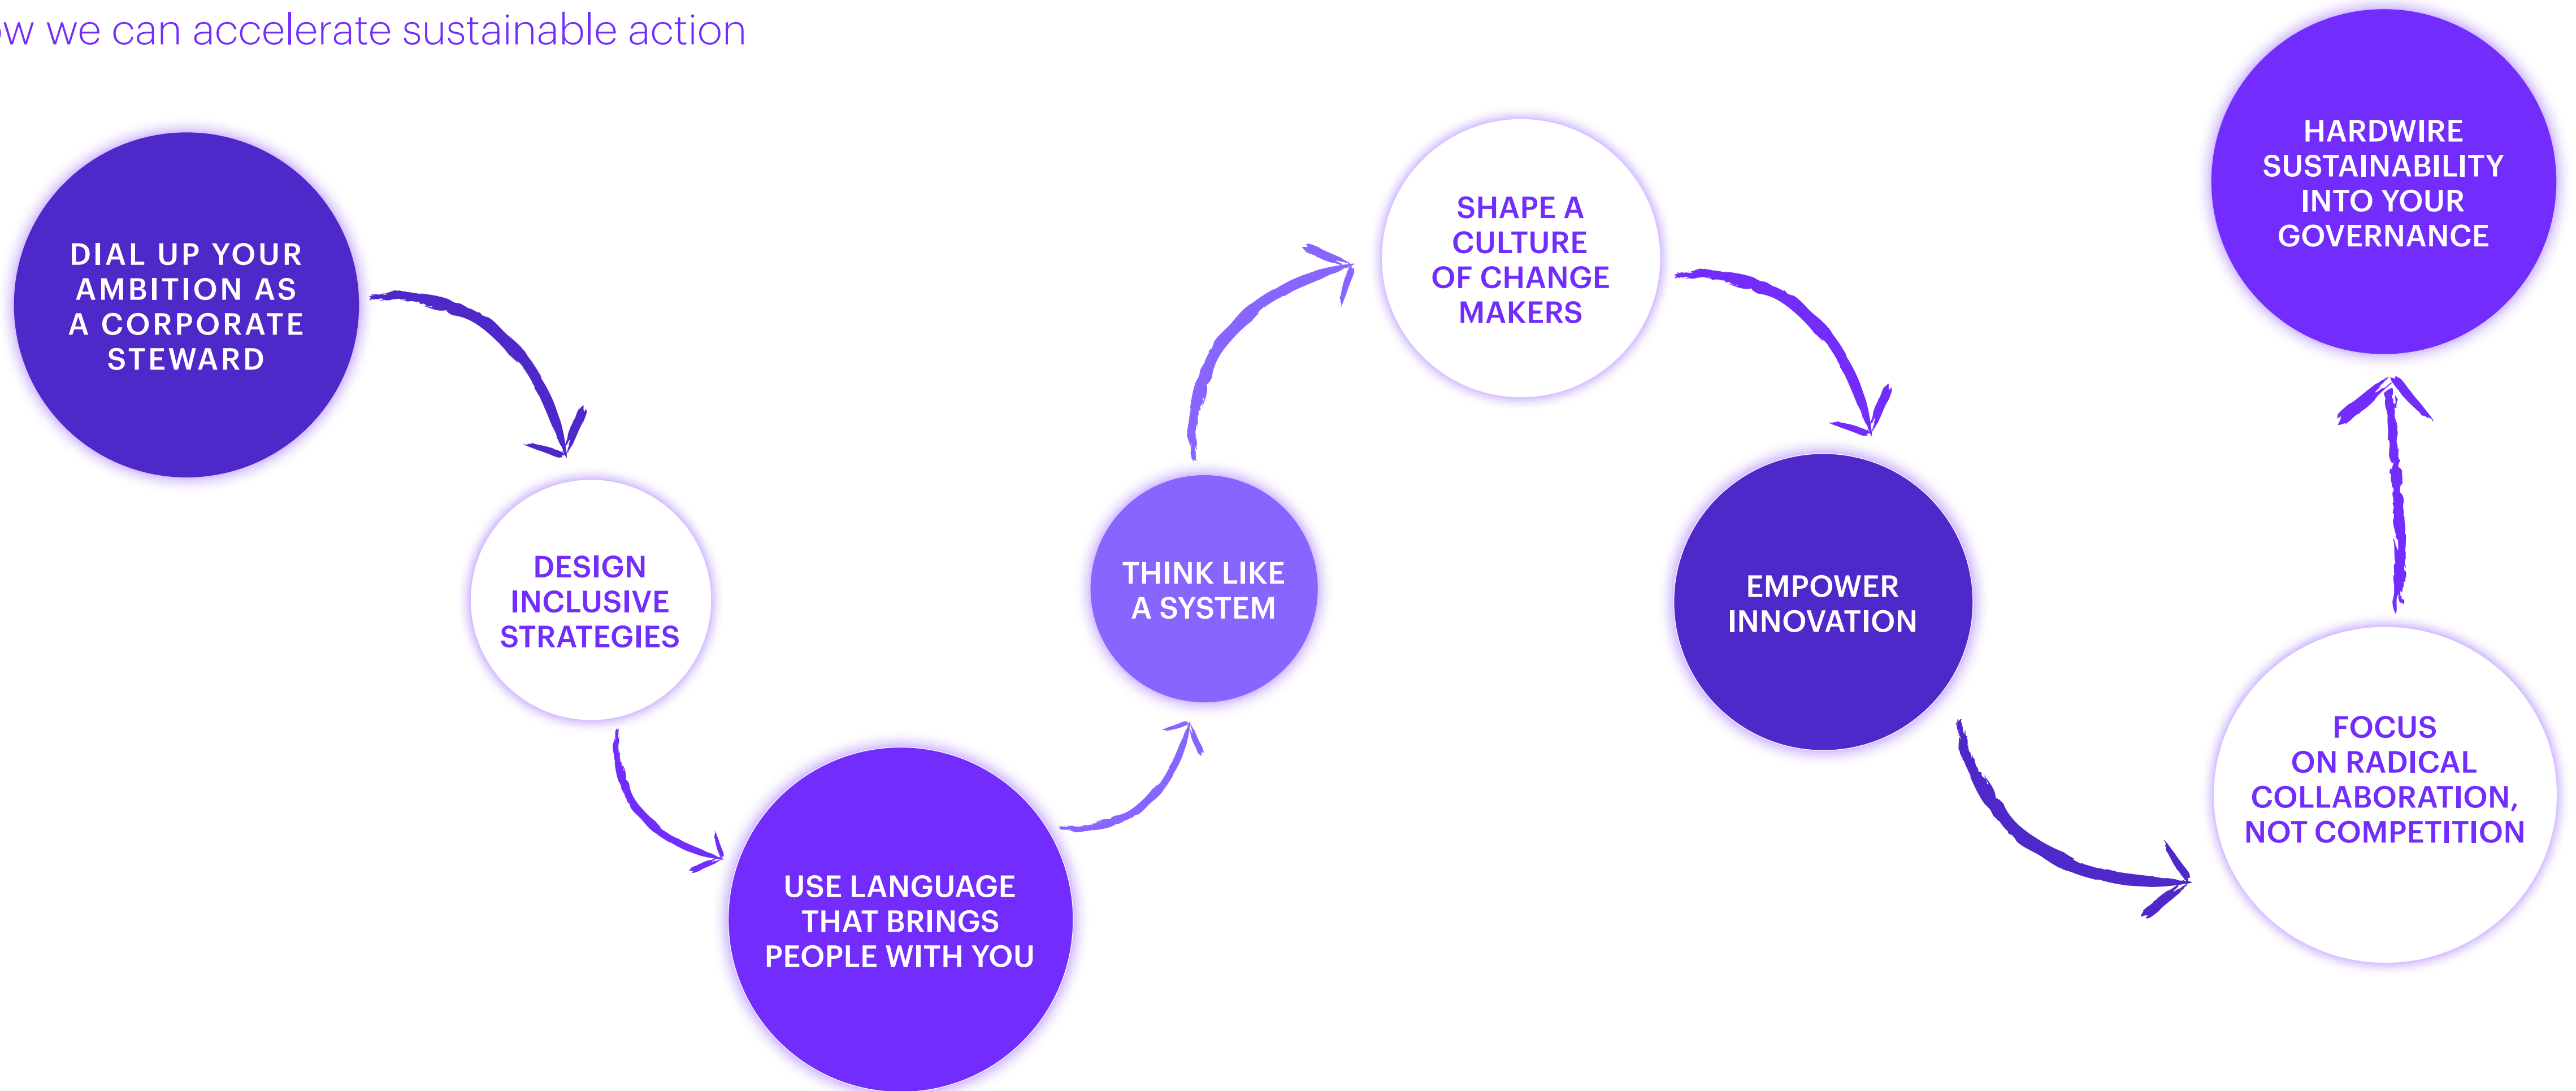 we can accelerate sustainable action
DIAL UP YOUR
AMBITION AS
A CORPORATE
STEWARD
DESIGN
INCLUSIVE
STRATEGIES
USE LANGUAGE
THAT BRINGS
PEOPLE WITH YOU
THINK LIKE
A SYSTEM
SHAPE A
CULTURE
OF CHANGE
MAKERS
EMPOWER
INNOVATION
FOCUS
ON RADICAL
COLLABORATION,
NOT COMPETITION
HARDWIRE
SUSTAINABILITY
INTO YOUR
GOVERNANCE